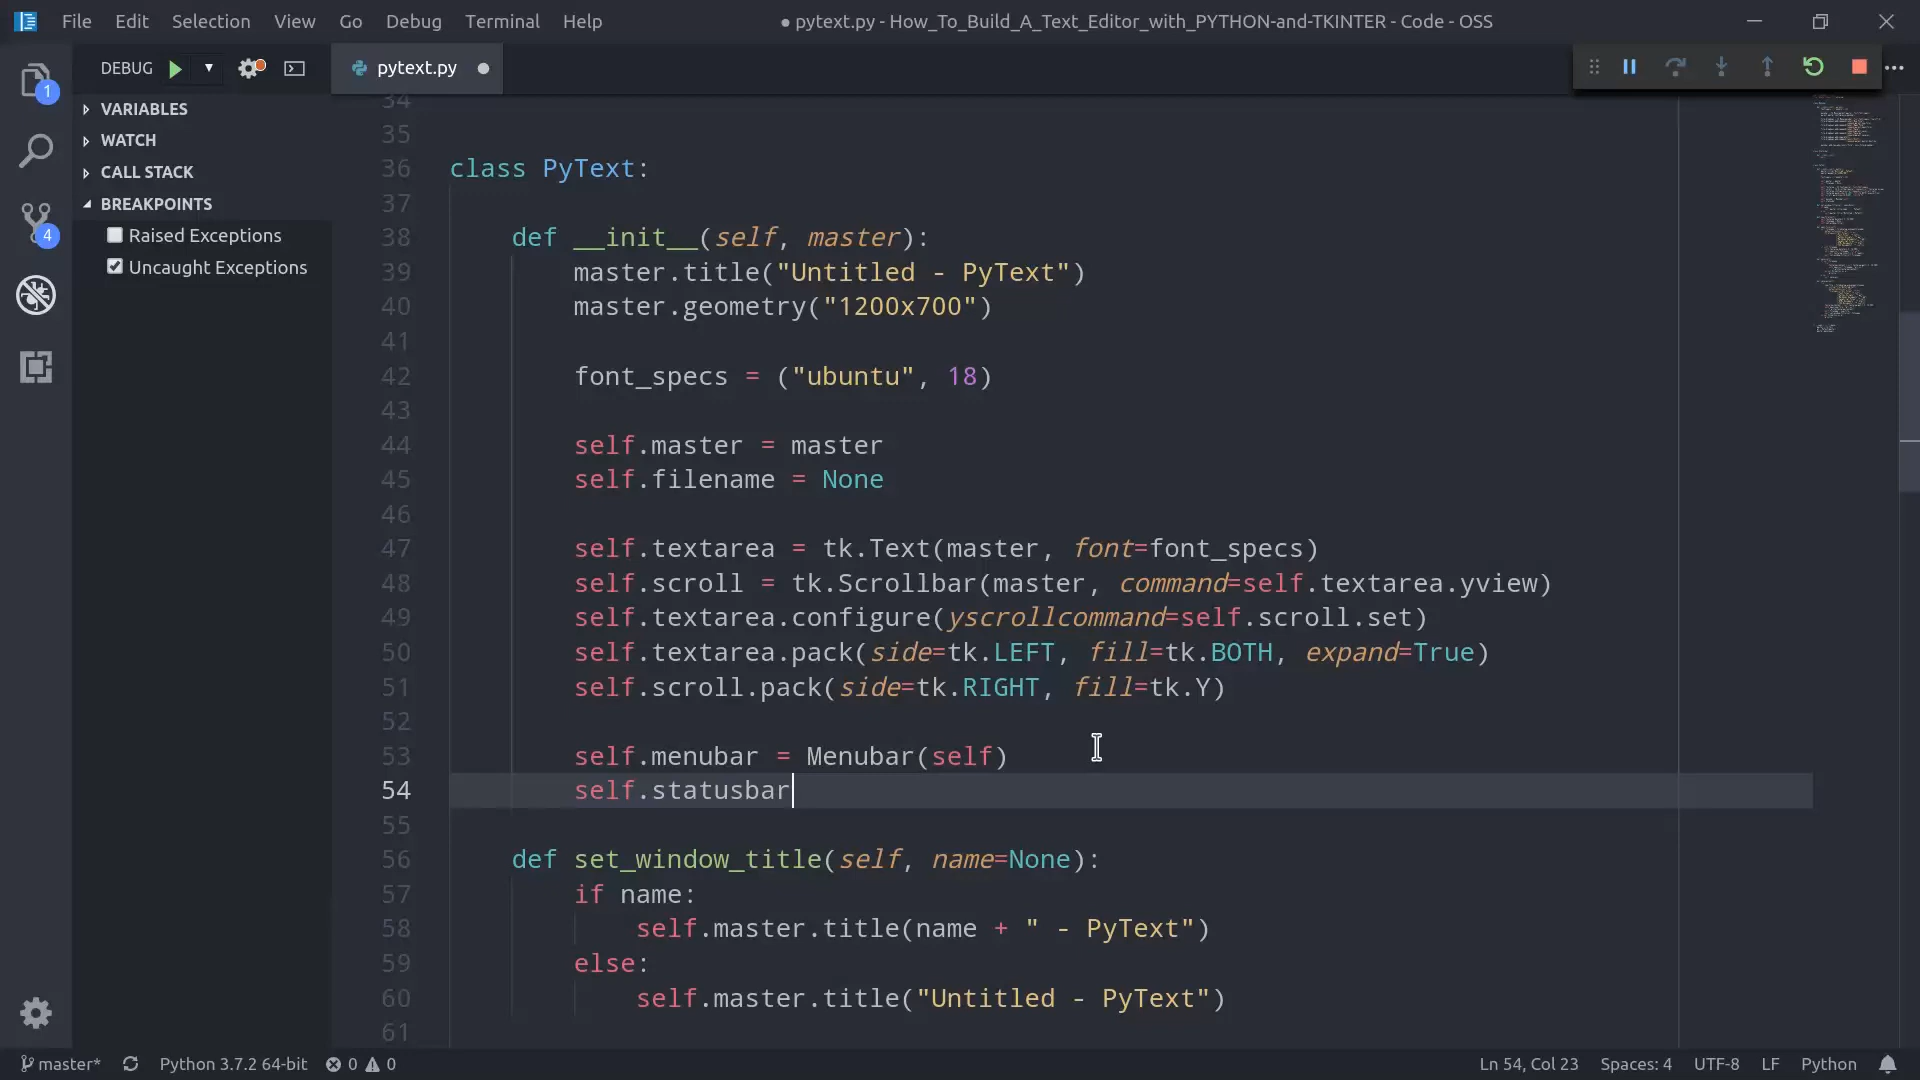 File Edit Selection View Go Debug Terminal Help
● pytext.py - How_To_Build_A_Text_Editor_with_PYTHON-and-TKINTER - Code - OSS
DEBUG
pytext.py
VARIABLES
WATCH
CALL STACK
BREAKPOINTS
Raised Exceptions
Uncaught Exceptions
1
4
34
35
36 class PyText:
37
38 def __init__(self, master):
39 master.title("Untitled - PyText")
40 master.geometry("1200x700")
41
42 font_specs = ("ubuntu", 18)
43
44 self.master = master
45 self.filename = None
46
47 self.textarea = tk.Text(master, font=font_specs)
48 self.scroll = tk.Scrollbar(master, command=self.textarea.yview)
49 self.textarea.configure(yscrollcommand=self.scroll.set)
50 self.textarea.pack(side=tk.LEFT, fill=tk.BOTH, expand=True)
51 self.scroll.pack(side=tk.RIGHT, fill=tk.Y)
52
53 self.menubar = Menubar(self)
54 self.statusbar
55
56 def set_window_title(self, name=None):
57 if name:
58 self.master.title(name + " - PyText")
59 else:
60 self.master.title("Untitled - PyText")
61
master* Python 3.7.2 64-bit 0 0 Ln 54, Col 23 Spaces: 4 UTF-8 LF Python